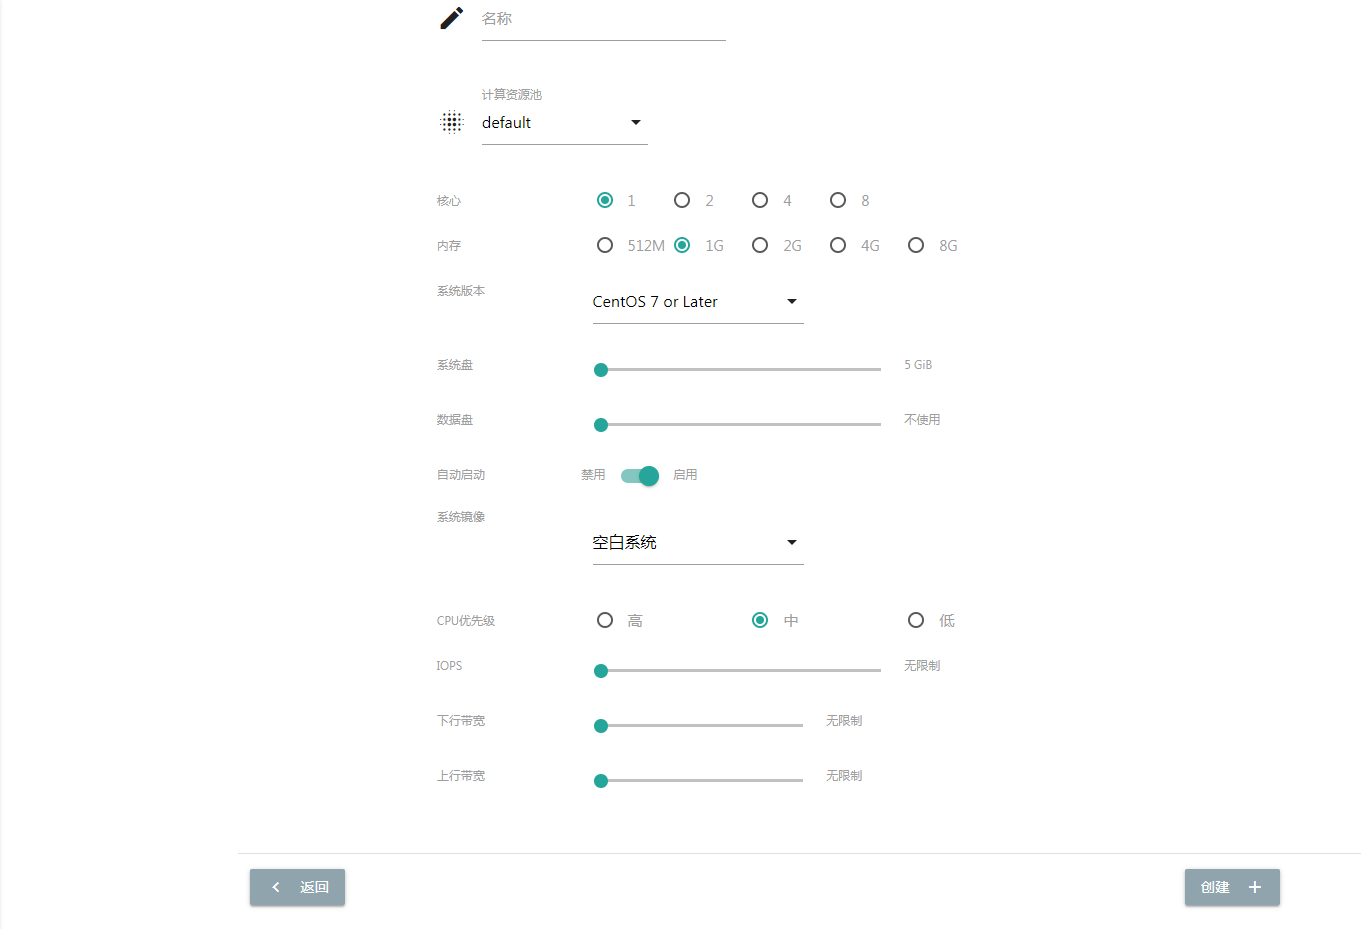 名称
计算资源池
default
核心 1 2 4 8
内存 512M 1G 2G 4G 8G
系统版本
CentOS 7 or Later
系统盘 5 GiB
数据盘 不使用
自动启动 禁用 启用
系统镜像
空白系统
CPU优先级 高 中 低
IOPS 无限制
下行带宽 无限制
上行带宽 无限制
返回 创建